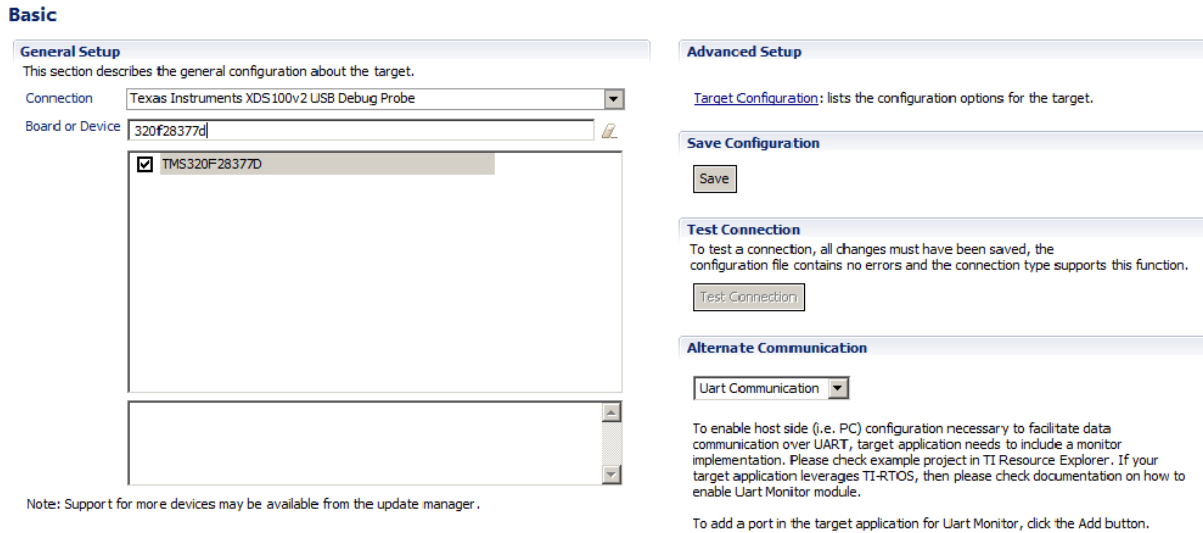 Basic
General Setup
This section describes the general configuration about the target.
Connection
Texas Instruments XDS100v2 USB Debug Probe
Board or Device
320f28377d
TMS320F28377D
Note: Support for more devices may be available from the update manager.
Advanced Setup
Target Configuration: lists the configuration options for the target.
Save Configuration
Save
Test Connection
To test a connection, all changes must have been saved, the
configuration file contains no errors and the connection type supports this function.
Test Connection
Alternate Communication
Uart Communication
To enable host side (i.e. PC) configuration necessary to facilitate data
communication over UART, target application needs to include a monitor
implementation. Please check example project in TI Resource Explorer. If your
target application leverages TI-RTOS, then please check documentation on how to
enable Uart Monitor module.
To add a port in the target application for Uart Monitor, click the Add button.